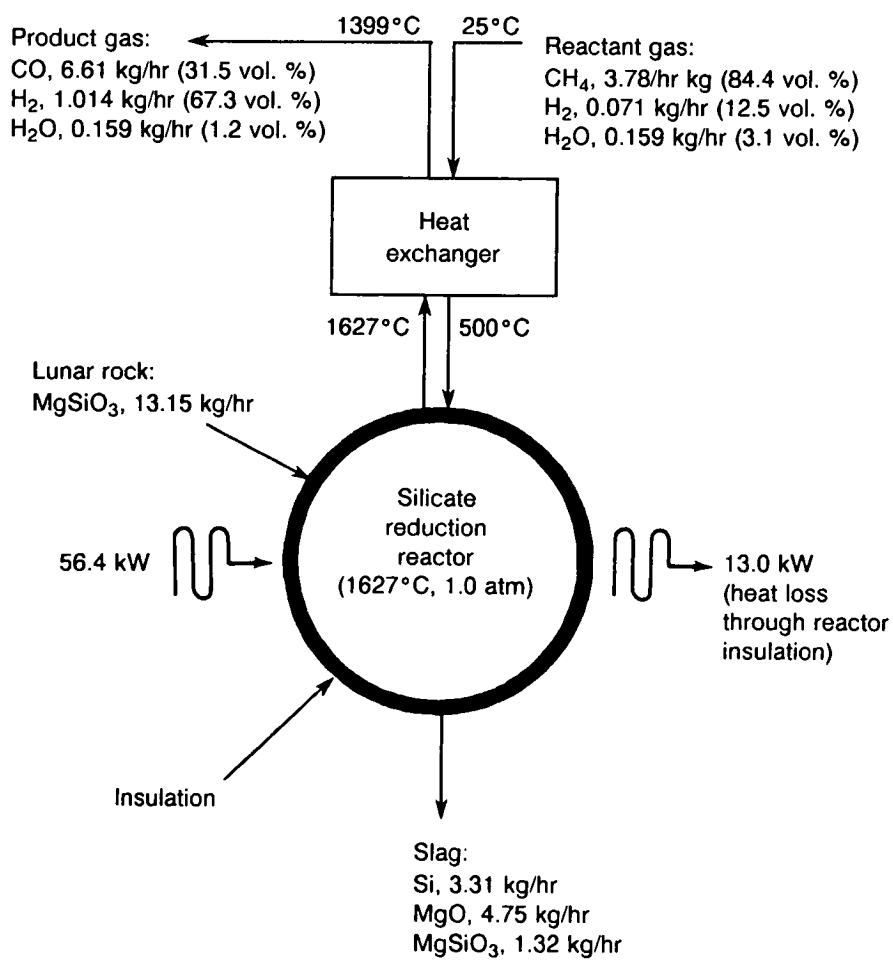 Product gas:
CO, 6.61 kg/hr (31.5 vol. %)
H₂, 1.014 kg/hr (67.3 vol. %)
H₂O, 0.159 kg/hr (1.2 vol. %)
1399°C
25°C
Reactant gas:
CH₄, 3.78/hr kg (84.4 vol. %)
H₂, 0.071 kg/hr (12.5 vol. %)
H₂O, 0.159 kg/hr (3.1 vol. %)
Heat
exchanger
1627°C
500°C
Lunar rock:
MgSiO₃, 13.15 kg/hr
Silicate
reduction
reactor
(1627°C, 1.0 atm)
56.4 kW
13.0 kW
(heat loss
through reactor
insulation)
Insulation
Slag:
Si, 3.31 kg/hr
MgO, 4.75 kg/hr
MgSiO₃, 1.32 kg/hr